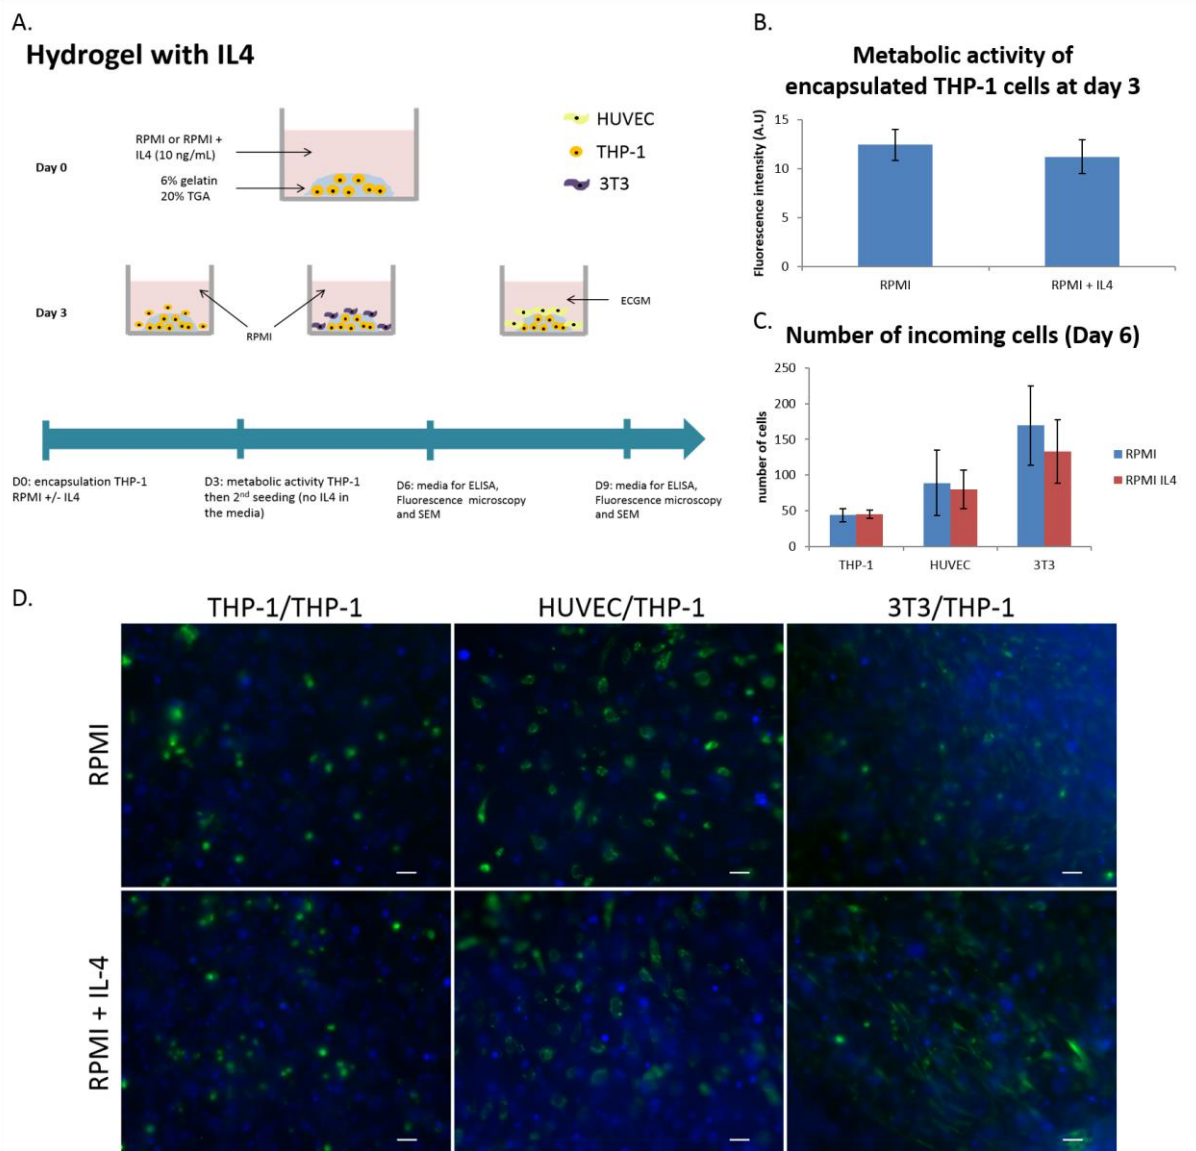 A.
Hydrogel with IL4
RPMI or RPMI +
IL4 (10 ng/mL)
Day 0
6% gelatin
20% TGA
HUVEC
THP-1
3T3
Day 3
RPMI
ECGM
D0: encapsulation THP-1
RPMI +/- IL4
D3: metabolic activity THP-1
then 2nd seeding (no IL4 in
the media)
D6: media for ELISA,
Fluorescence microscopy
and SEM
D9: media for ELISA,
Fluorescence microscopy
and SEM
B.
Metabolic activity of
encapsulated THP-1 cells at day 3
Fluorescence intensity (A.U)
15
10
5
0
RPMI
RPMI + IL4
C.
Number of incoming cells (Day 6)
number of cells
250
200
150
100
50
0
THP-1
HUVEC
3T3
RPMI
RPMI IL4
D.
THP-1/THP-1
HUVEC/THP-1
3T3/THP-1
RPMI
RPMI + IL-4